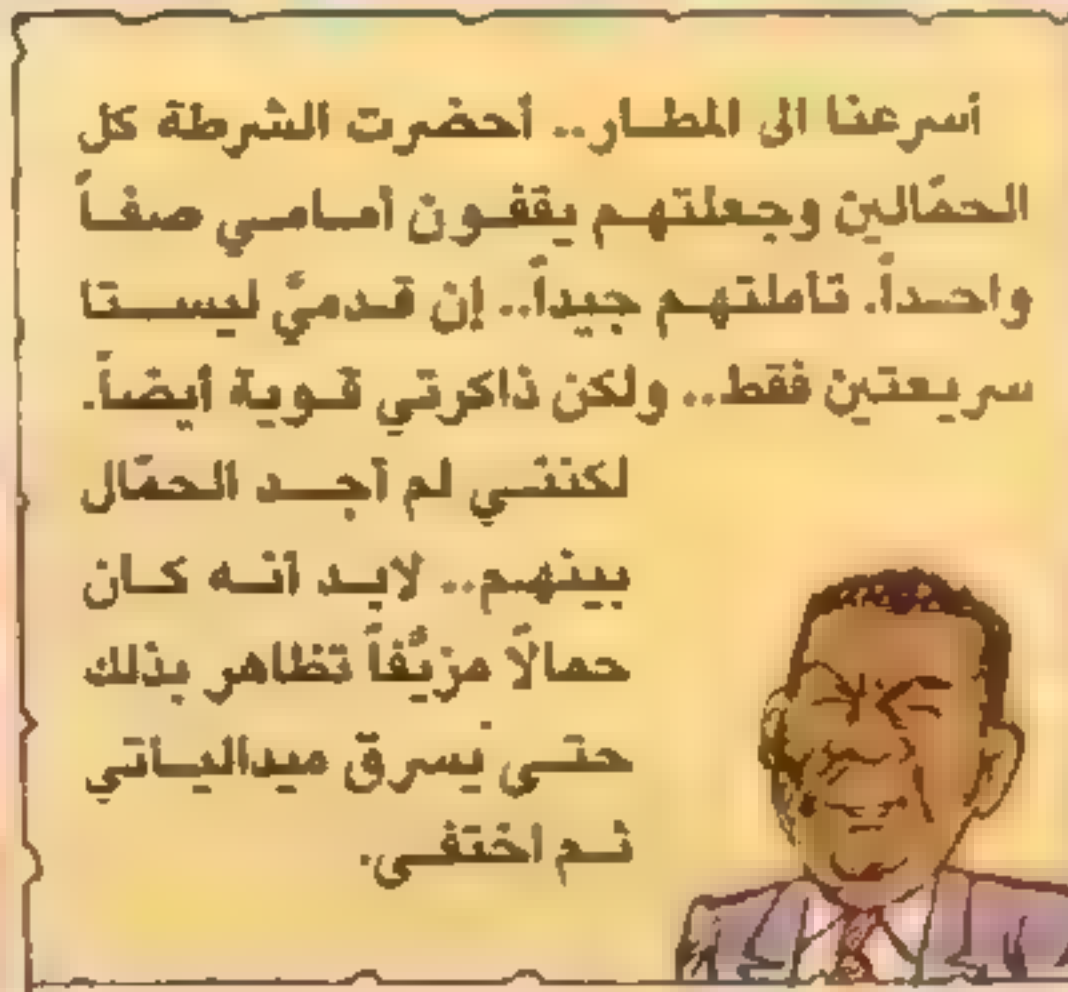 أسرعنا الى المطار.. أحضرت الشرطة كل
الحمّالين وجعلتهم يقفون أمامي صفاً
واحداً. تأملتهم جيداً.. إن قدميّ ليستا
سريعتين فقط.. ولكن ذاكرتي قوية أيضاً.
لكنني لم أجد الحمّال
بينهم.. لابد أنه كان
حمالًا مزيّفاً تظاهر بذلك
حتى يسرق ميدالياتي
ثم اختفى.